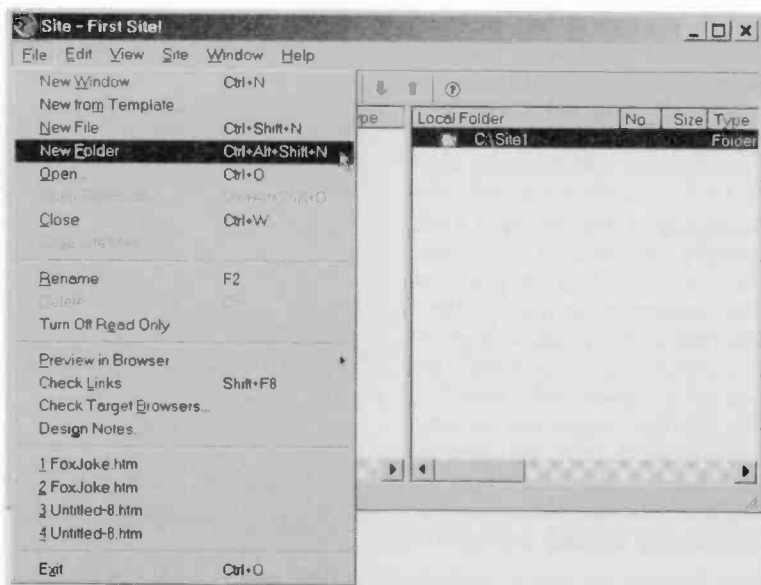 Site - First Site!
File Edit View Site Window Help
New Window Ctrl+N
New from Template
New File Ctrl+Shift+N
New Folder Ctrl+Alt+Shift+N
Open... Ctrl+O
Close Ctrl+W
Rename F2
Delete
Turn Off Read Only
Preview in Browser
Check Links Shift+F8
Check Target Browsers...
Design Notes...
1 FoxJoke.htm
2 FoxJoke.htm
3 Untitled-8.htm
4 Untitled-8.htm
Exit Ctrl+Q
ype
Local Folder No... Size Type
C:\Site1 Folder